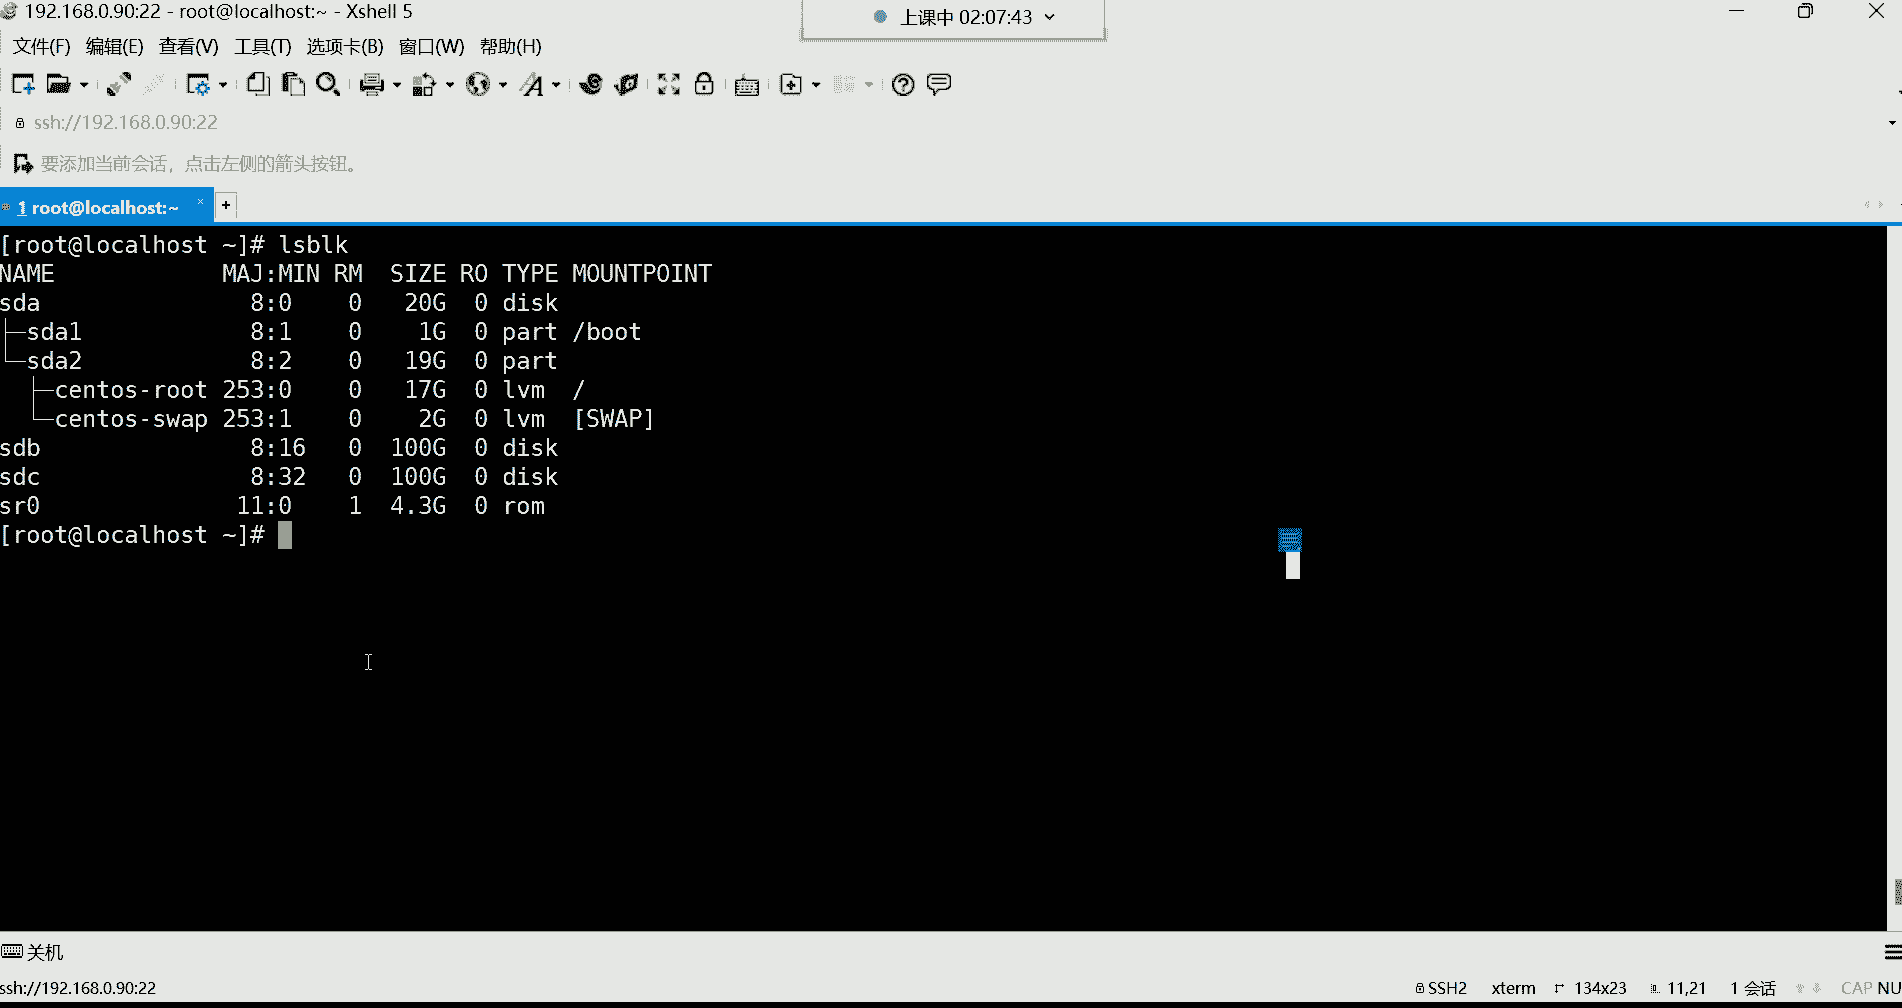 192.168.0.90:22 - root@localhost:~ - Xshell 5
上课中 02:07:43
文件(F) 编辑(E) 查看(V) 工具(T) 选项卡(B) 窗口(W) 帮助(H)
ssh://192.168.0.90:22
要添加当前会话，点击左侧的箭头按钮。
1 root@localhost:~ × +
[root@localhost ~]# lsblk
NAME            MAJ:MIN RM  SIZE RO TYPE MOUNTPOINT
sda               8:0    0   20G  0 disk
├─sda1            8:1    0    1G  0 part /boot
└─sda2            8:2    0   19G  0 part
  ├─centos-root 253:0    0   17G  0 lvm  /
  └─centos-swap 253:1    0    2G  0 lvm  [SWAP]
sdb               8:16   0  100G  0 disk
sdc               8:32   0  100G  0 disk
sr0              11:0    1  4.3G  0 rom
[root@localhost ~]#
关机
ssh://192.168.0.90:22 SSH2 xterm 134x23 11,21 1 会话 CAP NU